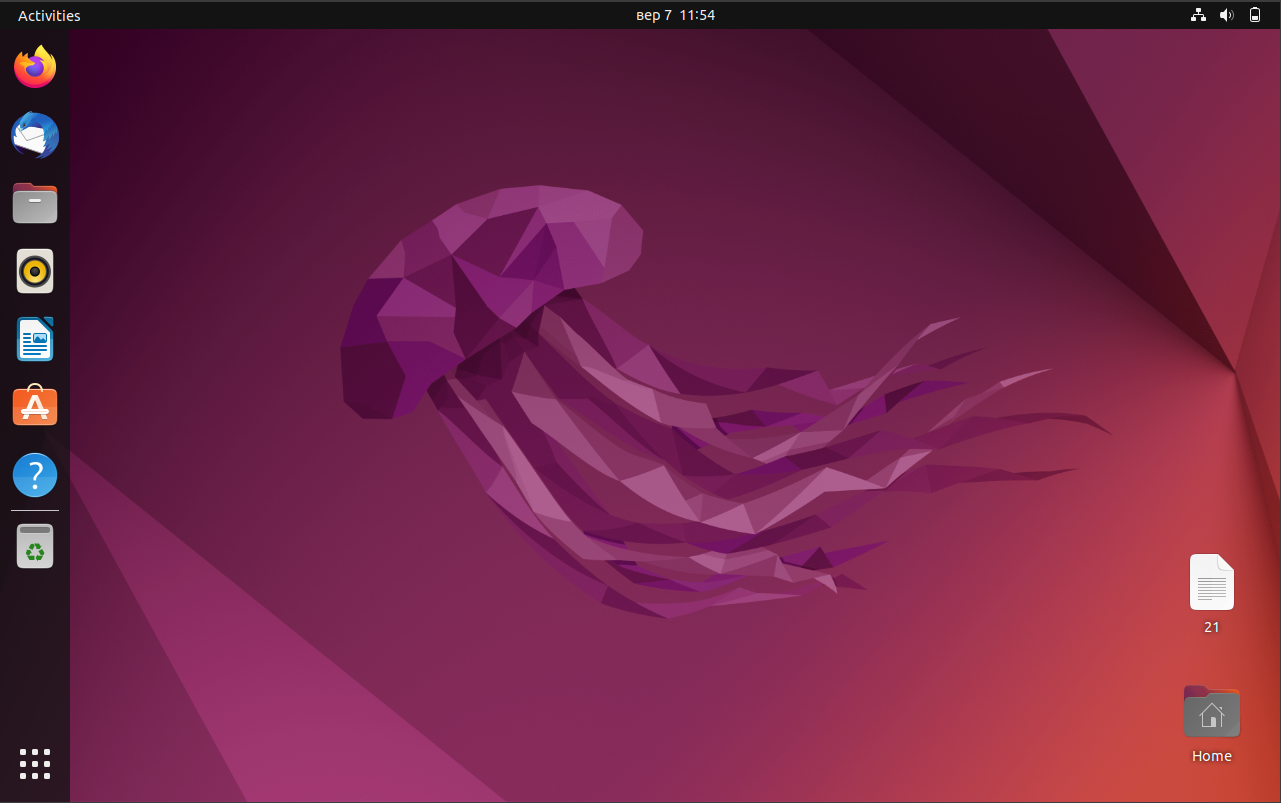 Activities
вер 7 11:54
?
21
Home